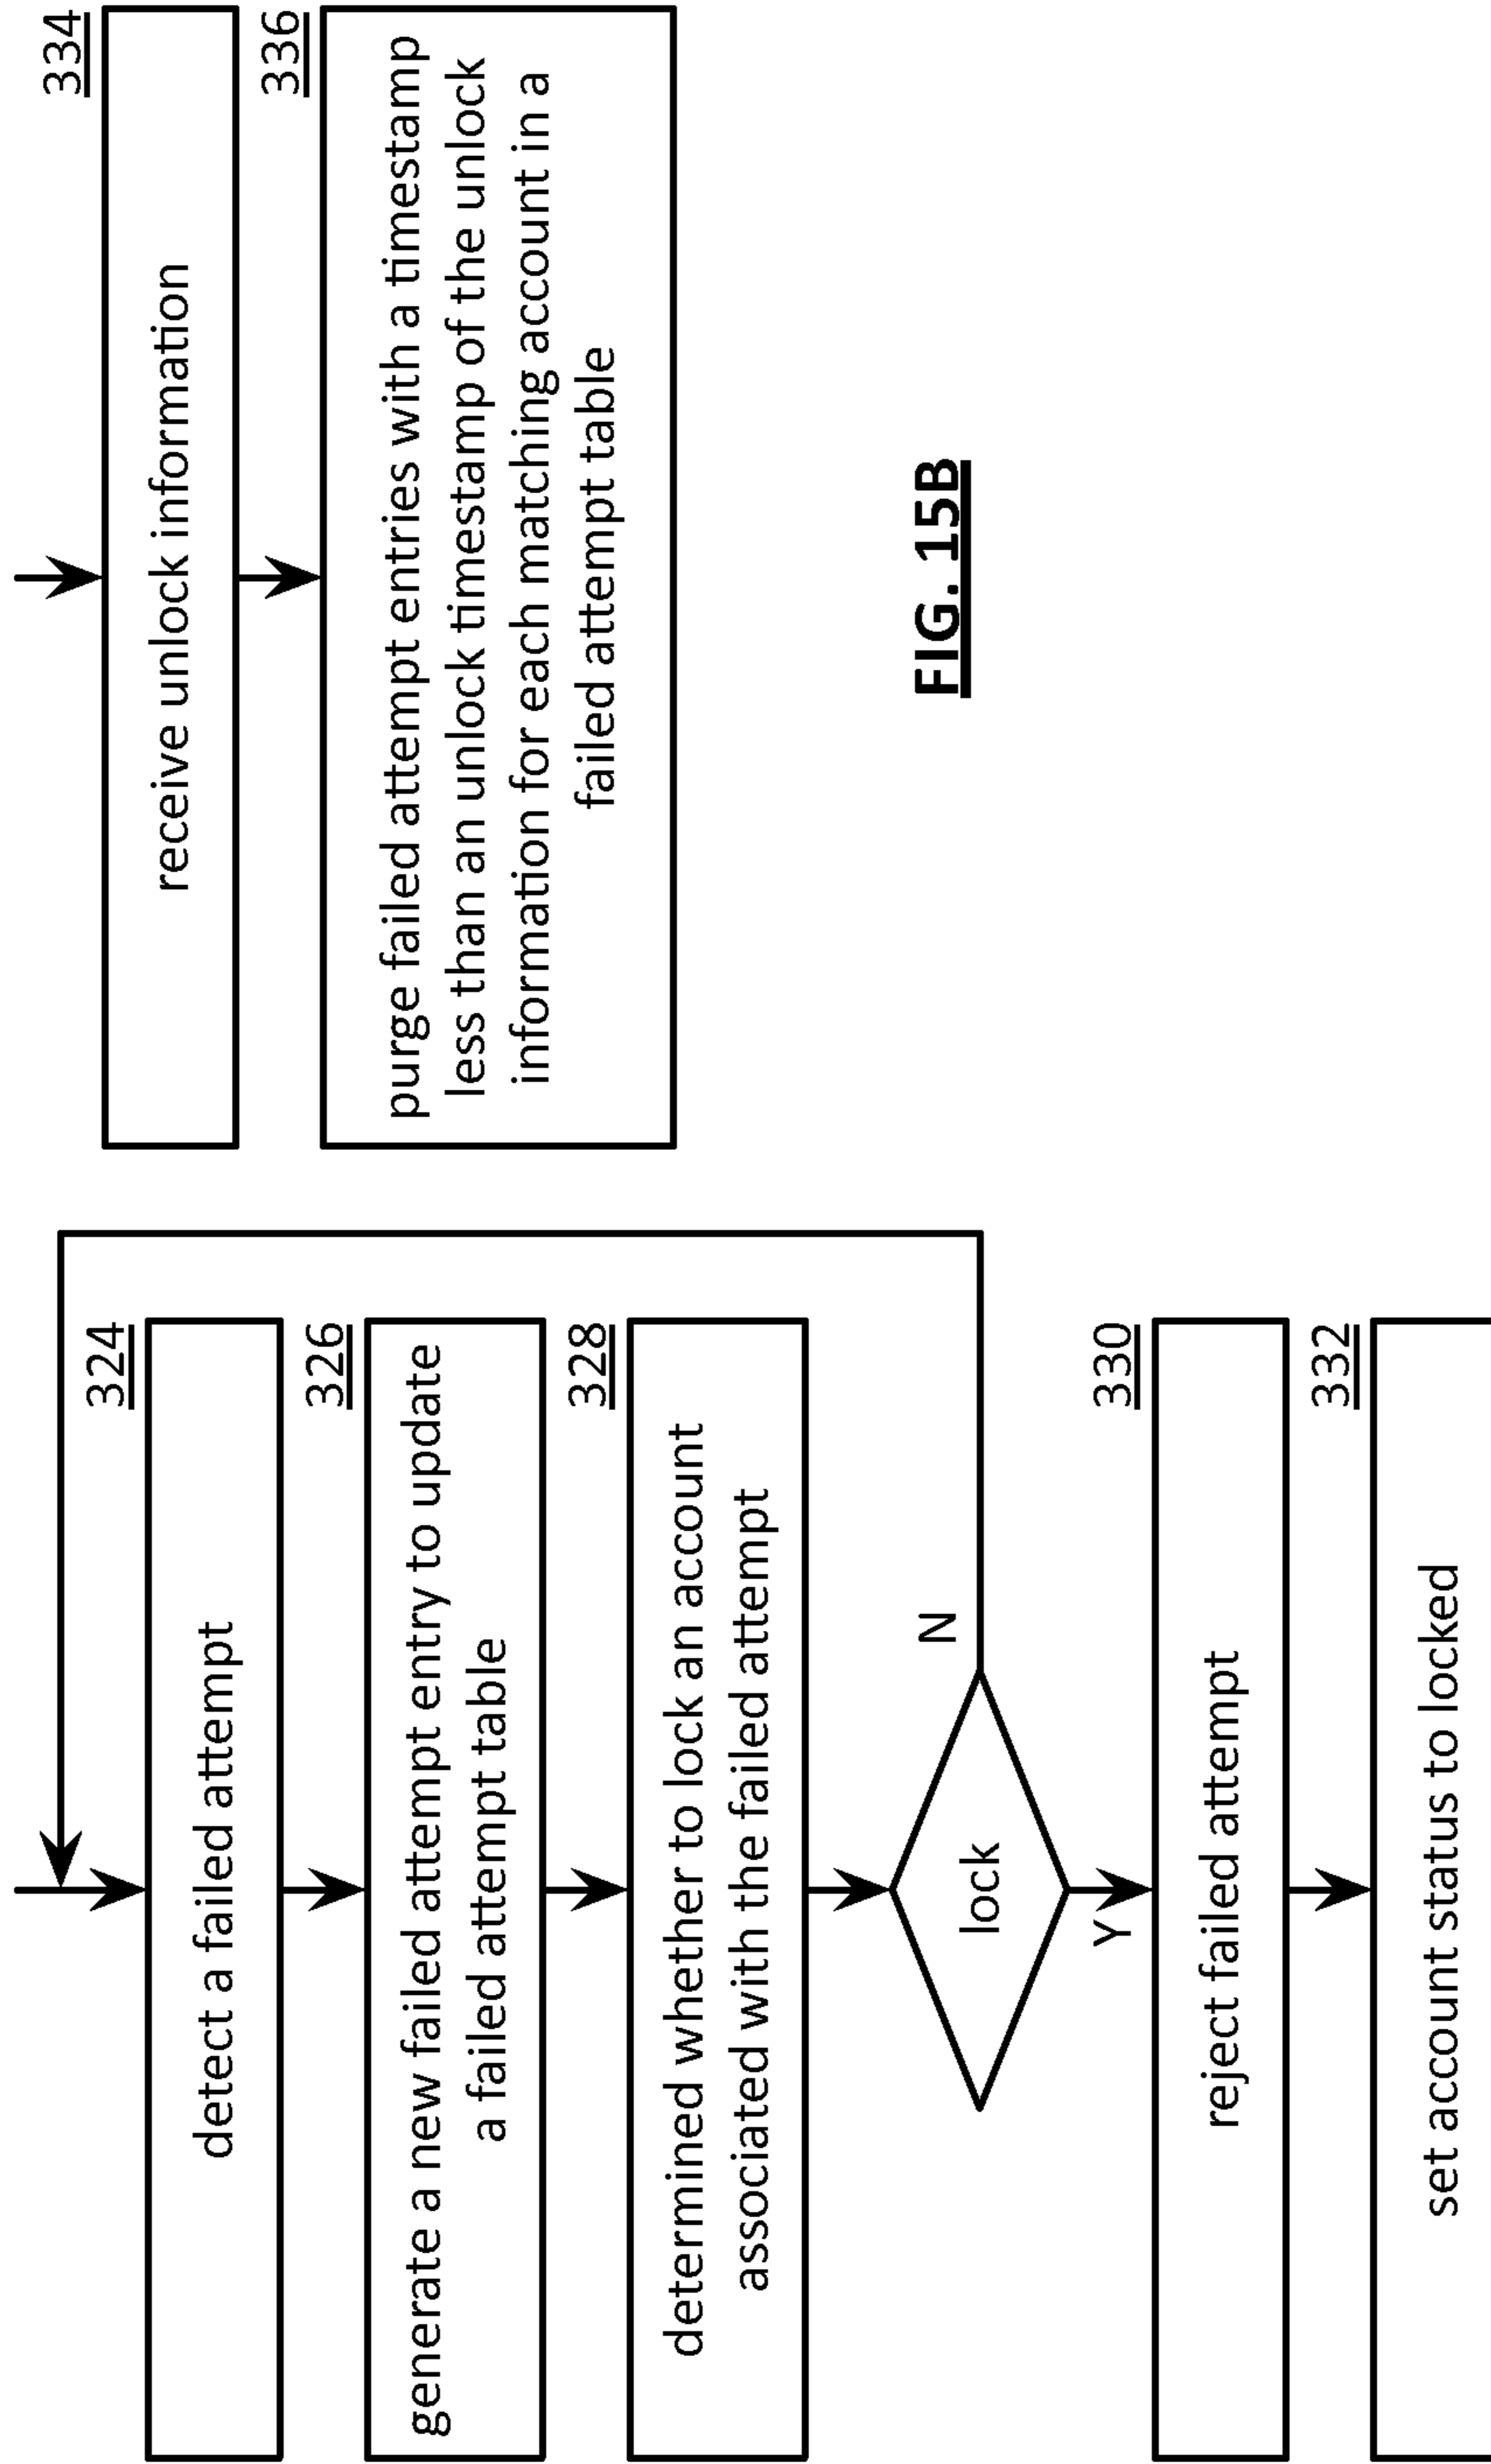 324
detect a failed attempt
326
generate a new failed attempt entry to update
a failed attempt table
328
determined whether to lock an account
associated with the failed attempt
lock
N
Y
330
reject failed attempt
332
set account status to locked
334
receive unlock information
336
purge failed attempt entries with a timestamp
less than an unlock timestamp of the unlock
information for each matching account in a
failed attempt table
FIG. 15B